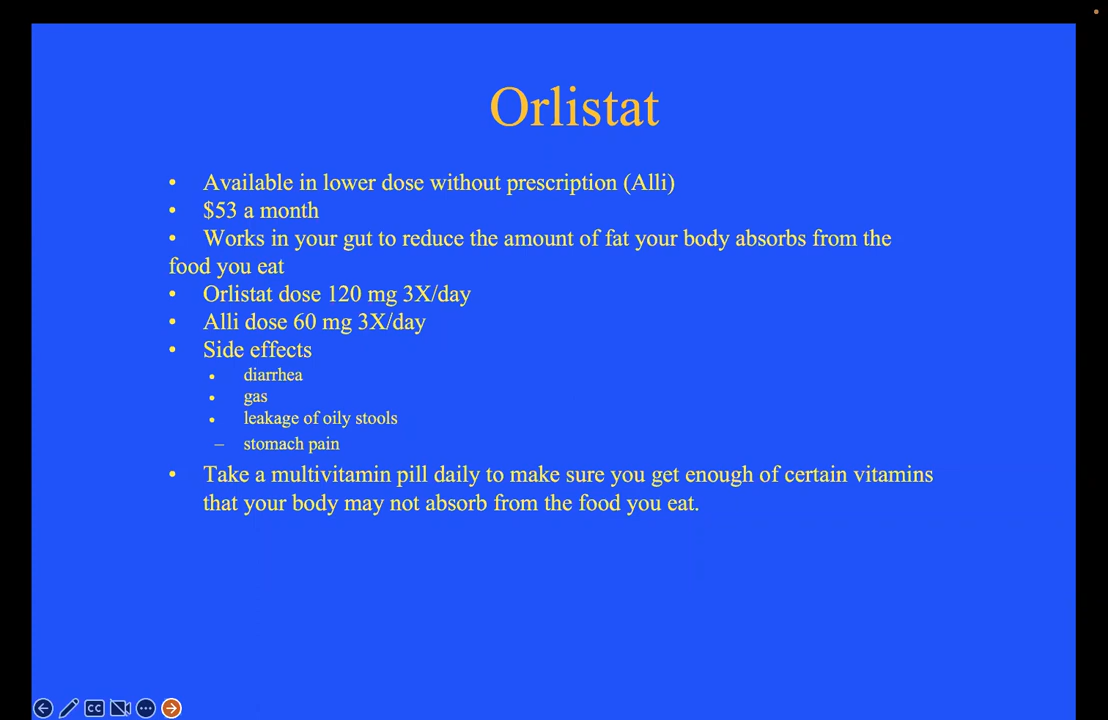 Orlistat
• Available in lower dose without prescription (Alli)
• $53 a month
• Works in your gut to reduce the amount of fat your body absorbs from the
food you eat
• Orlistat dose 120 mg 3X/day
• Alli dose 60 mg 3X/day
• Side effects
• diarrhea
• gas
• leakage of oily stools
– stomach pain
• Take a multivitamin pill daily to make sure you get enough of certain vitamins
that your body may not absorb from the food you eat.
CC